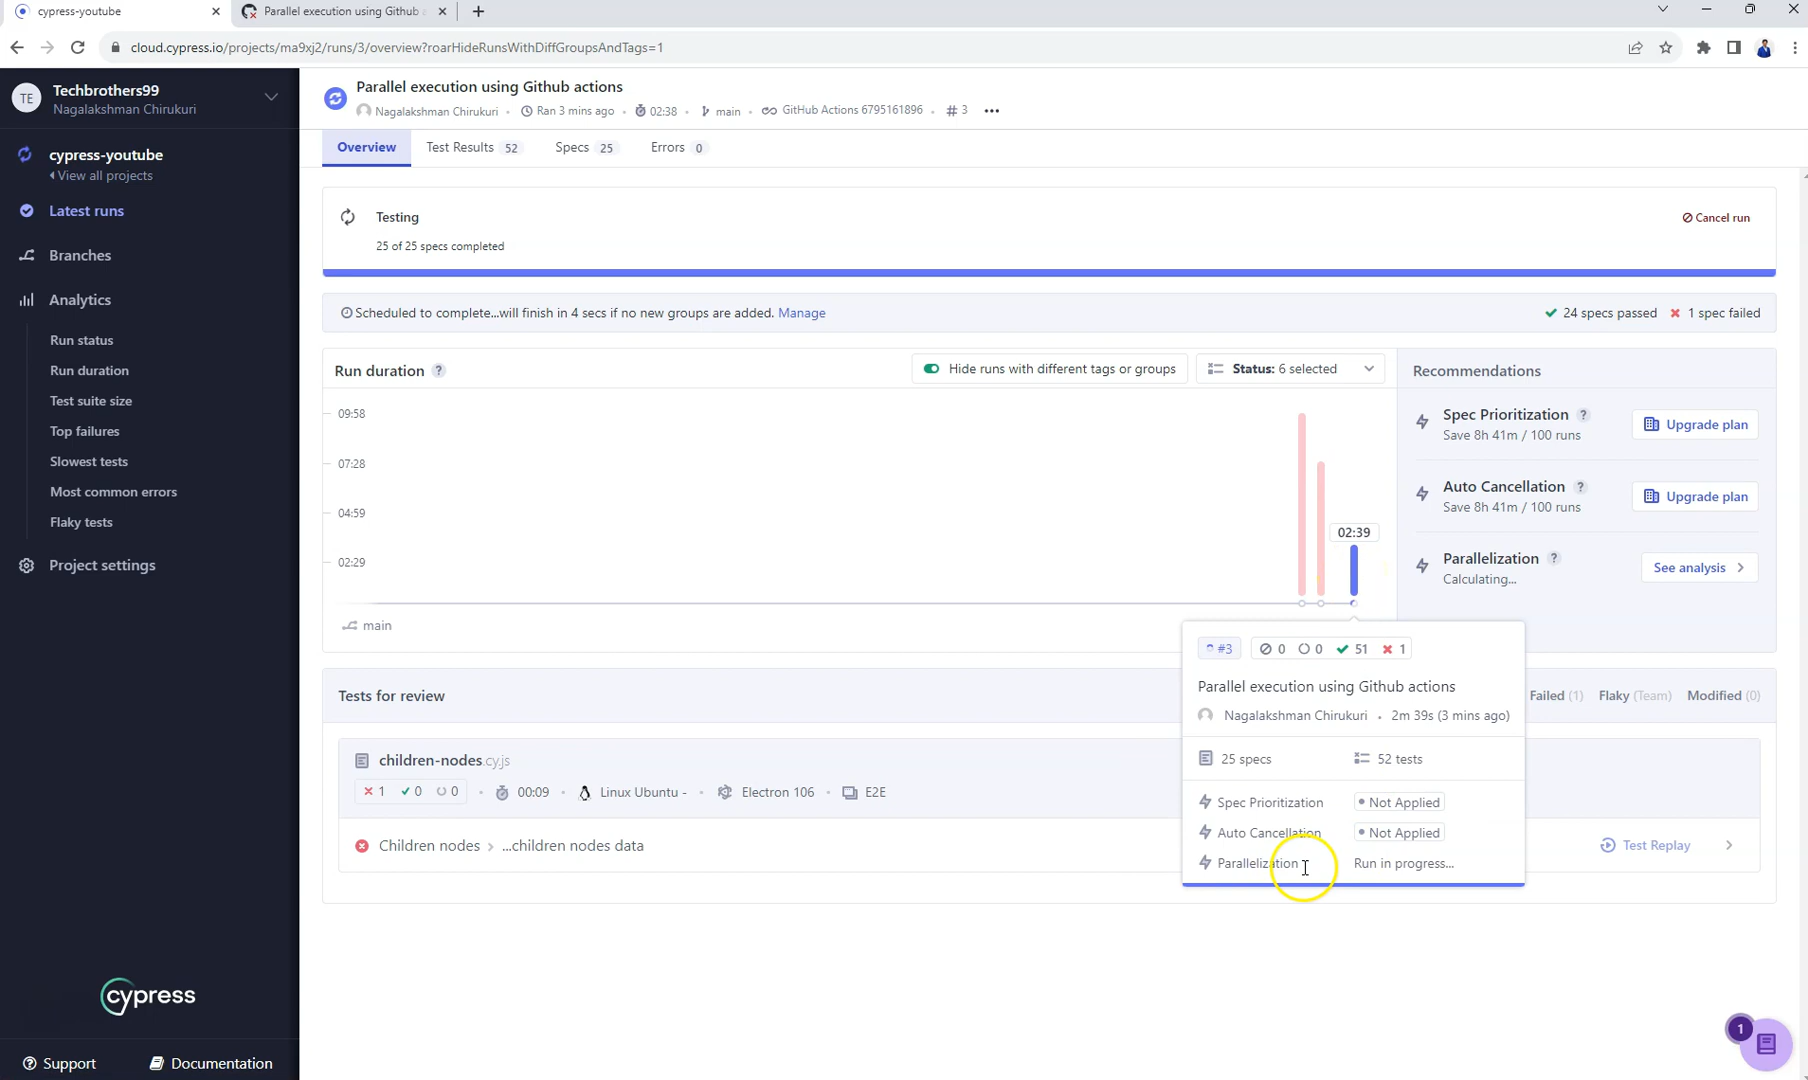 cypress-youtube
Parallel execution using Github a
cloud.cypress.io/projects/ma9xj2/runs/3/overview?roarHideRunsWithDiffGroupsAndTags=1
TE
Techbrothers99
Nagalakshman Chirukuri
cypress-youtube
View all projects
Latest runs
Branches
Analytics
Run status
Run duration
Test suite size
Top failures
Slowest tests
Most common errors
Flaky tests
Project settings
cypress
Support
Documentation
Parallel execution using Github actions
Nagalakshman Chirukuri • Ran 3 mins ago • 02:38 • main • GitHub Actions 6795161896 • # 3
Overview
Test Results 52
Specs 25
Errors 0
Testing
25 of 25 specs completed
Cancel run
Scheduled to complete...will finish in 4 secs if no new groups are added. Manage
24 specs passed
1 spec failed
Run duration ?
Hide runs with different tags or groups
Status: 6 selected
09:58
07:28
04:59
02:29
02:39
main
Recommendations
Spec Prioritization ?
Save 8h 41m / 100 runs
Upgrade plan
Auto Cancellation ?
Save 8h 41m / 100 runs
Upgrade plan
Parallelization ?
Calculating...
See analysis
#3 0 0 51 1
Parallel execution using Github actions
Nagalakshman Chirukuri • 2m 39s (3 mins ago)
25 specs
52 tests
Spec Prioritization • Not Applied
Auto Cancellation • Not Applied
Parallelization Run in progress...
Tests for review
Failed (1) Flaky (Team) Modified (0)
children-nodes.cy.js
1 0 0 • 00:09 • Linux Ubuntu - • Electron 106 • E2E
Children nodes > ...children nodes data
Test Replay
1